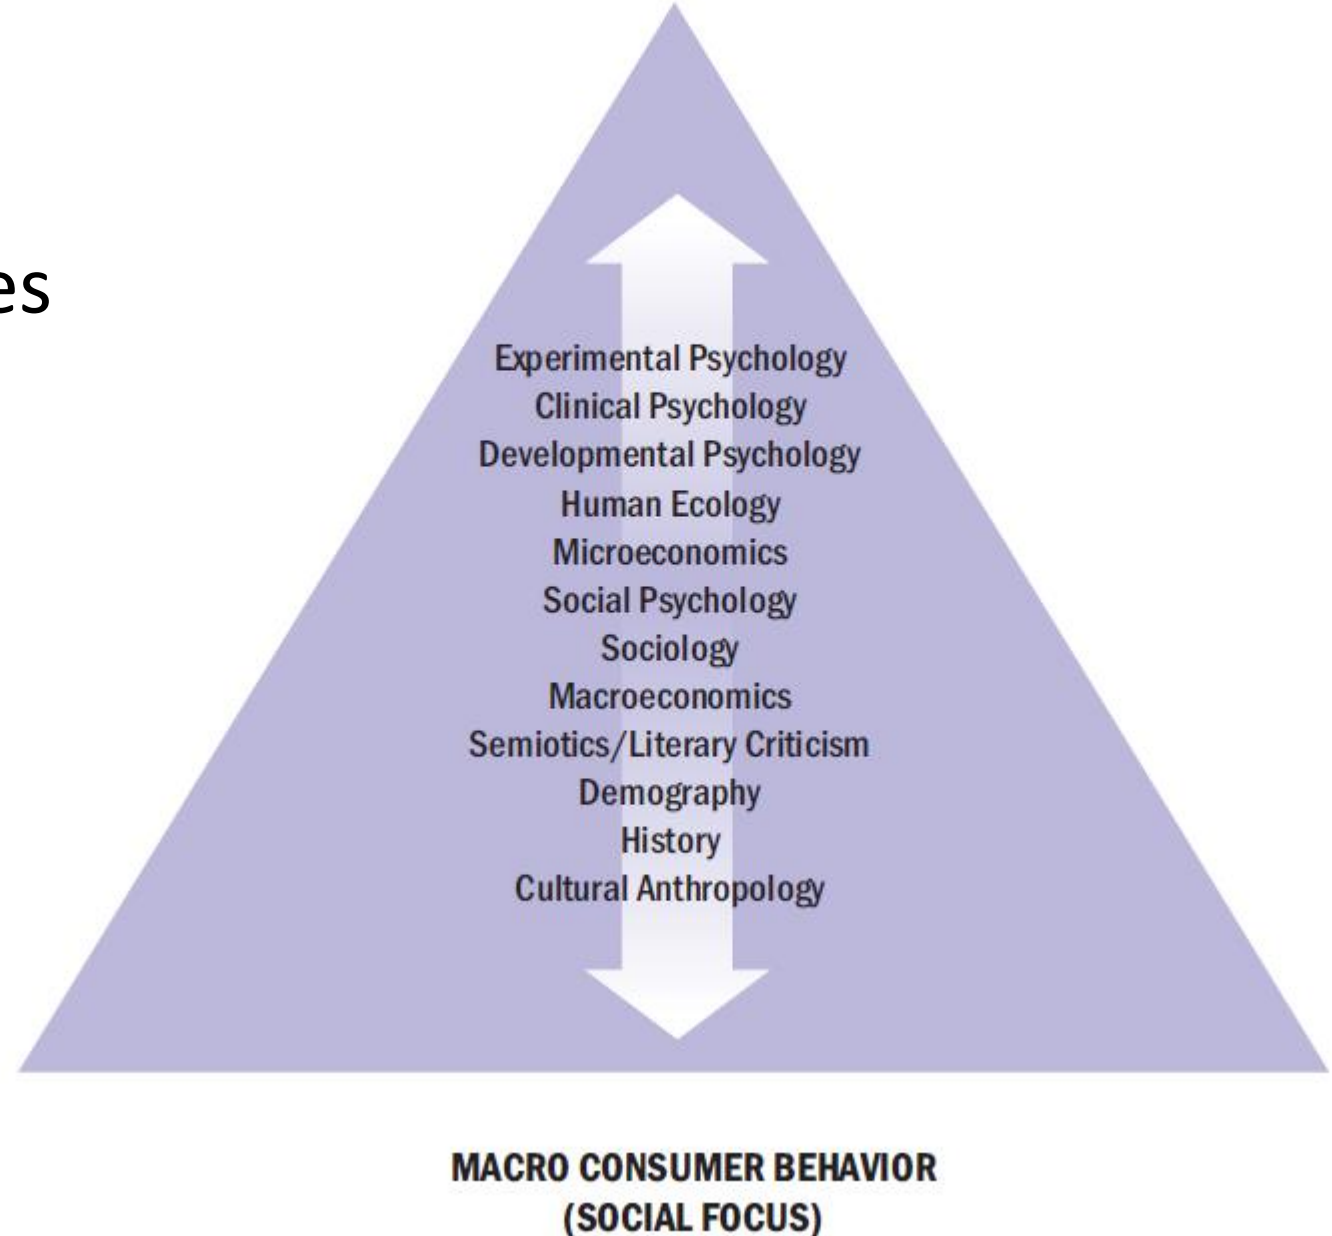 es
Experimental Psychology
Clinical Psychology
Developmental Psychology
Human Ecology
Microeconomics
Social Psychology
Sociology
Macroeconomics
Semiotics/Literary Criticism
Demography
History
Cultural Anthropology
MACRO CONSUMER BEHAVIOR
(SOCIAL FOCUS)